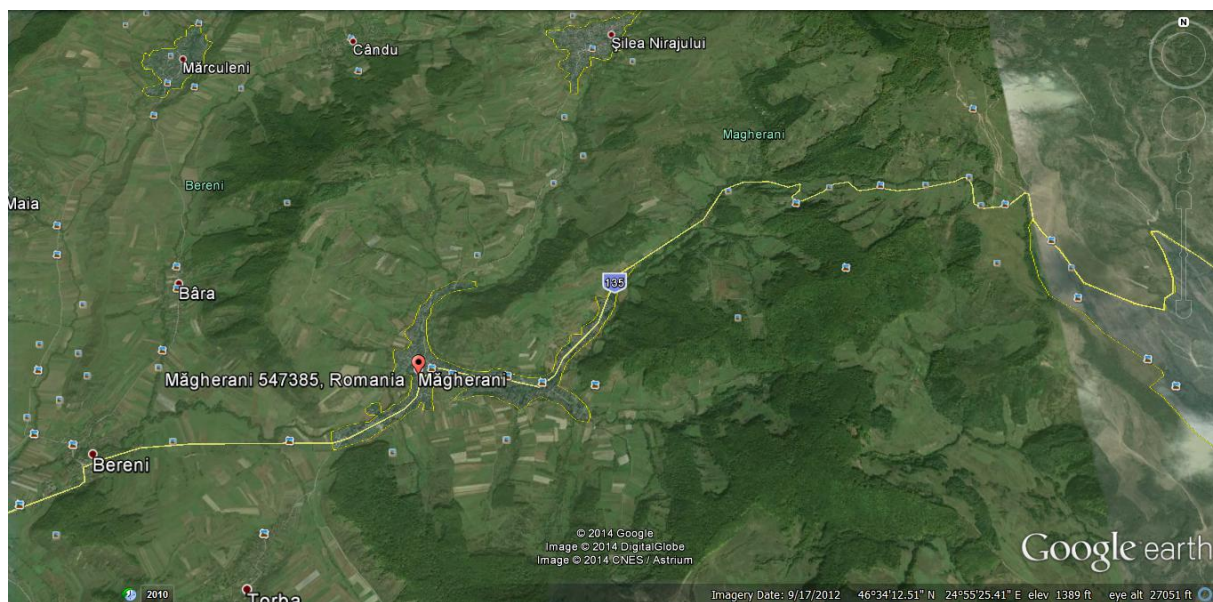 N
Cându
Şilea Nirajului
Mărculeni
Magherani
Bereni
Maia
135
Bâra
Măgherani 547385, Romania
Măgherani
Bereni
© 2014 Google
Image © 2014 DigitalGlobe
Image © 2014 CNES / Astrium
Google earth
Torba
2010
Imagery Date: 9/17/2012 46°34'12.51" N 24°55'25.41" E elev 1389 ft eye alt 27051 ft